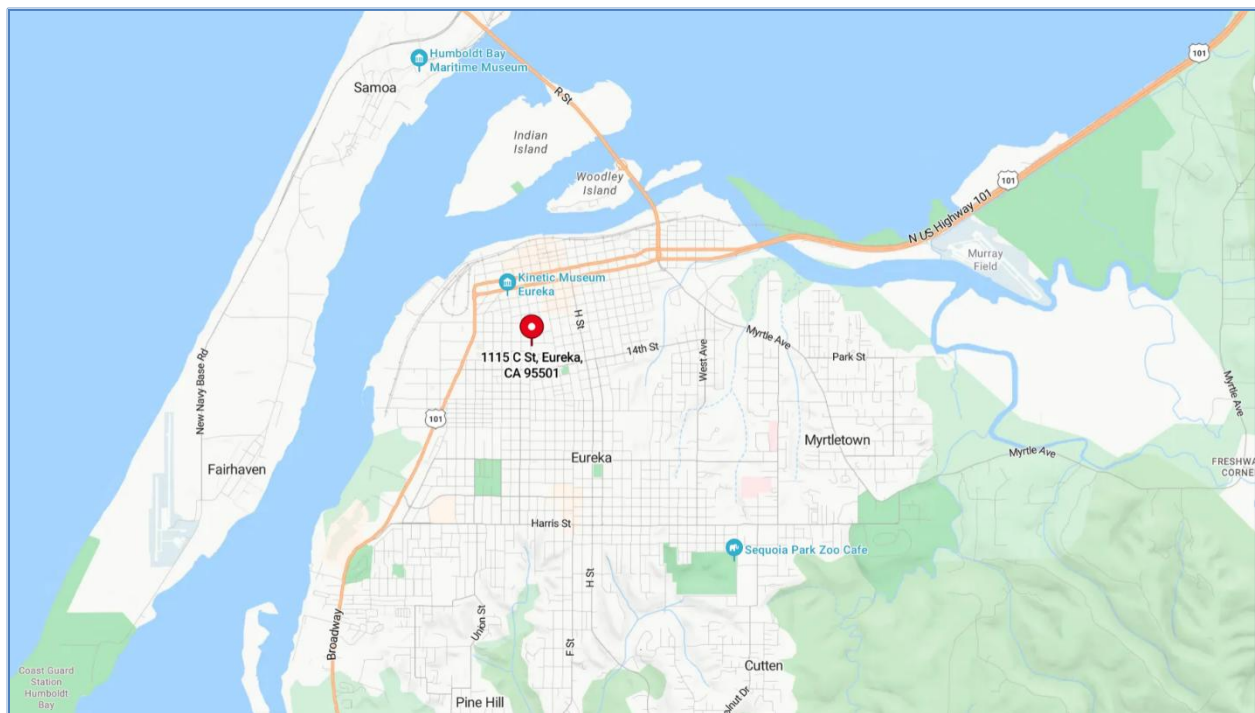 101
Humboldt Bay
Maritime Museum
Samoa
R St
Indian
Island
Woodley
Island
101
N US Highway 101
Murray
Field
Kinetic Museum
Eureka
H St
1115 C St, Eureka,
CA 95501
14th St
Myrtle Ave
West Ave
Park St
New Navy Base Rd
Myrtle Ave
101
Myrtletown
Eureka
Myrtle Ave
Fairhaven
CORNER
Harris St
Sequoia Park Zoo Cafe
H St
Union St
Broadway
F St
Cutten
Coast Guard
Station
Humboldt
Bay
Pine Hill
Dr